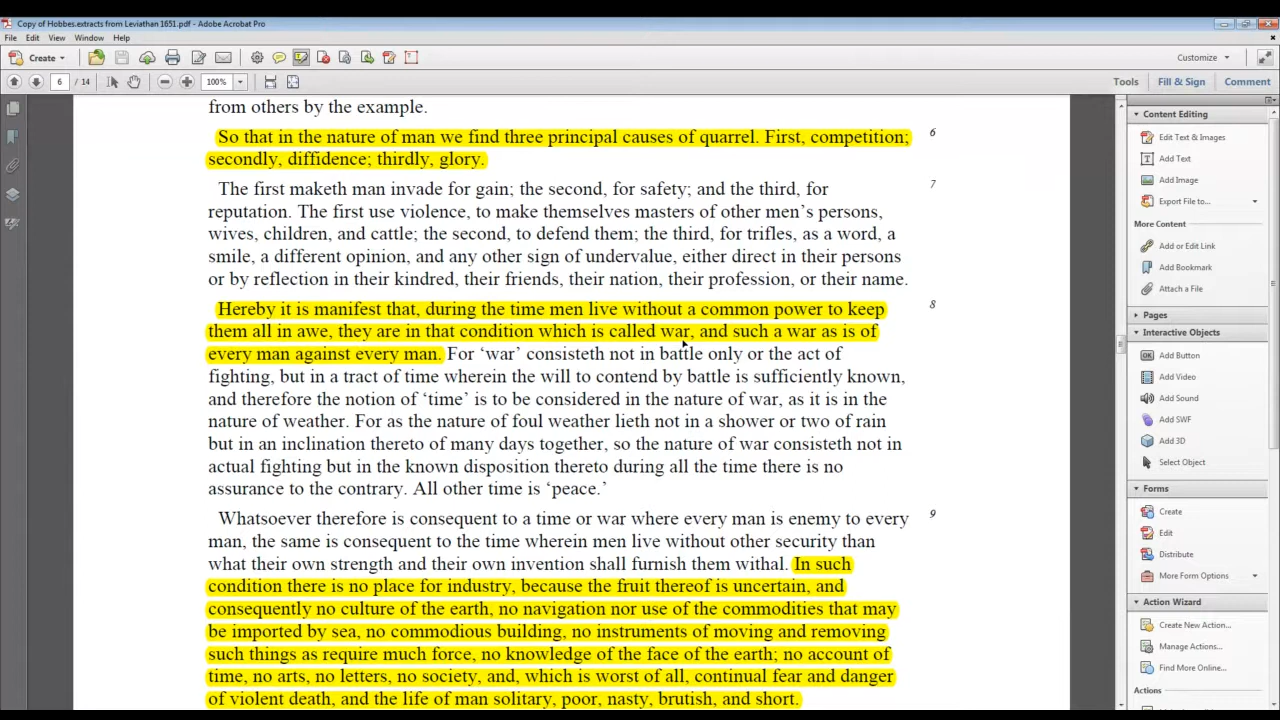 Copy of Hobbes.extracts from Leviathan 1651.pdf - Adobe Acrobat Pro
File Edit View Window Help
Create Customize
6 / 14 100% Tools Fill & Sign Comment
from others by the example.
So that in the nature of man we find three principal causes of quarrel. First, competition; 6
secondly, diffidence; thirdly, glory.
The first maketh man invade for gain; the second, for safety; and the third, for 7
reputation. The first use violence, to make themselves masters of other men's persons,
wives, children, and cattle; the second, to defend them; the third, for trifles, as a word, a
smile, a different opinion, and any other sign of undervalue, either direct in their persons
or by reflection in their kindred, their friends, their nation, their profession, or their name.
Hereby it is manifest that, during the time men live without a common power to keep 8
them all in awe, they are in that condition which is called war, and such a war as is of
every man against every man. For ‘war’ consisteth not in battle only or the act of
fighting, but in a tract of time wherein the will to contend by battle is sufficiently known,
and therefore the notion of ‘time’ is to be considered in the nature of war, as it is in the
nature of weather. For as the nature of foul weather lieth not in a shower or two of rain
but in an inclination thereto of many days together, so the nature of war consisteth not in
actual fighting but in the known disposition thereto during all the time there is no
assurance to the contrary. All other time is ‘peace.’
Whatsoever therefore is consequent to a time or war where every man is enemy to every 9
man, the same is consequent to the time wherein men live without other security than
what their own strength and their own invention shall furnish them withal. In such
condition there is no place for industry, because the fruit thereof is uncertain, and
consequently no culture of the earth, no navigation nor use of the commodities that may
be imported by sea, no commodious building, no instruments of moving and removing
such things as require much force, no knowledge of the face of the earth; no account of
time, no arts, no letters, no society, and, which is worst of all, continual fear and danger
of violent death, and the life of man solitary, poor, nasty, brutish, and short.
Content Editing
Edit Text & Images
Add Text
Add Image
Export File to...
More Content
Add or Edit Link
Add Bookmark
Attach a File
Pages
Interactive Objects
Add Button
Add Video
Add Sound
Add SWF
Add 3D
Select Object
Forms
Create
Edit
Distribute
More Form Options
Action Wizard
Create New Action...
Manage Actions...
Find More Online...
Actions